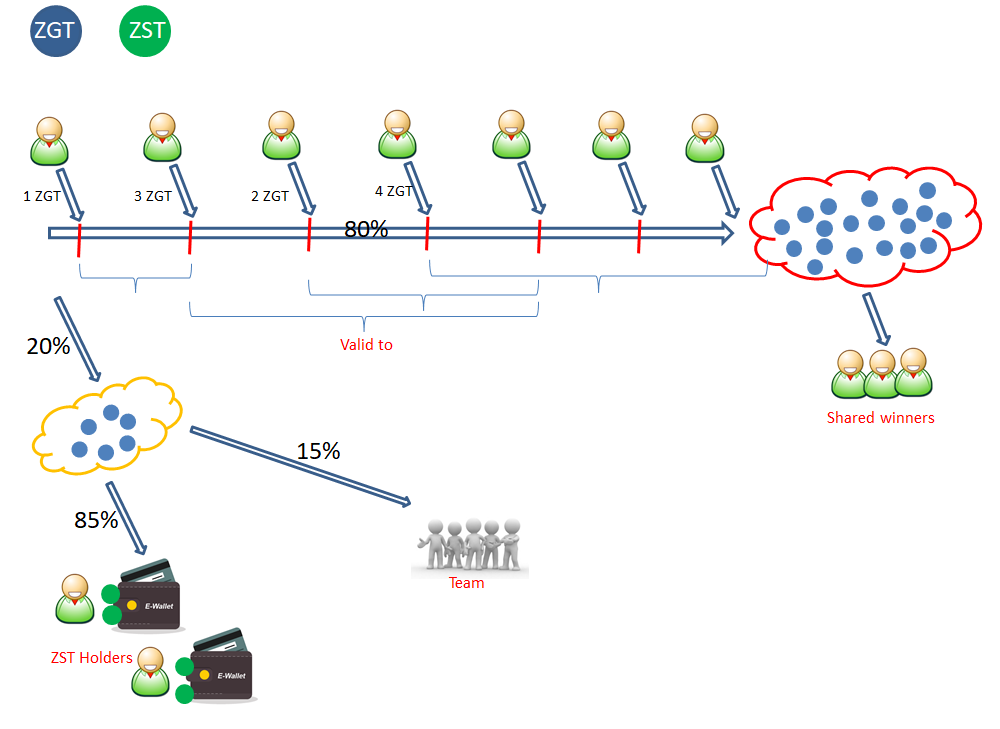 ZGT
ZST
1 ZGT
3 ZGT
2 ZGT
4 ZGT
80%
Valid to
20%
Shared winners
15%
85%
Team
E-Wallet
ZST Holders
E-Wallet